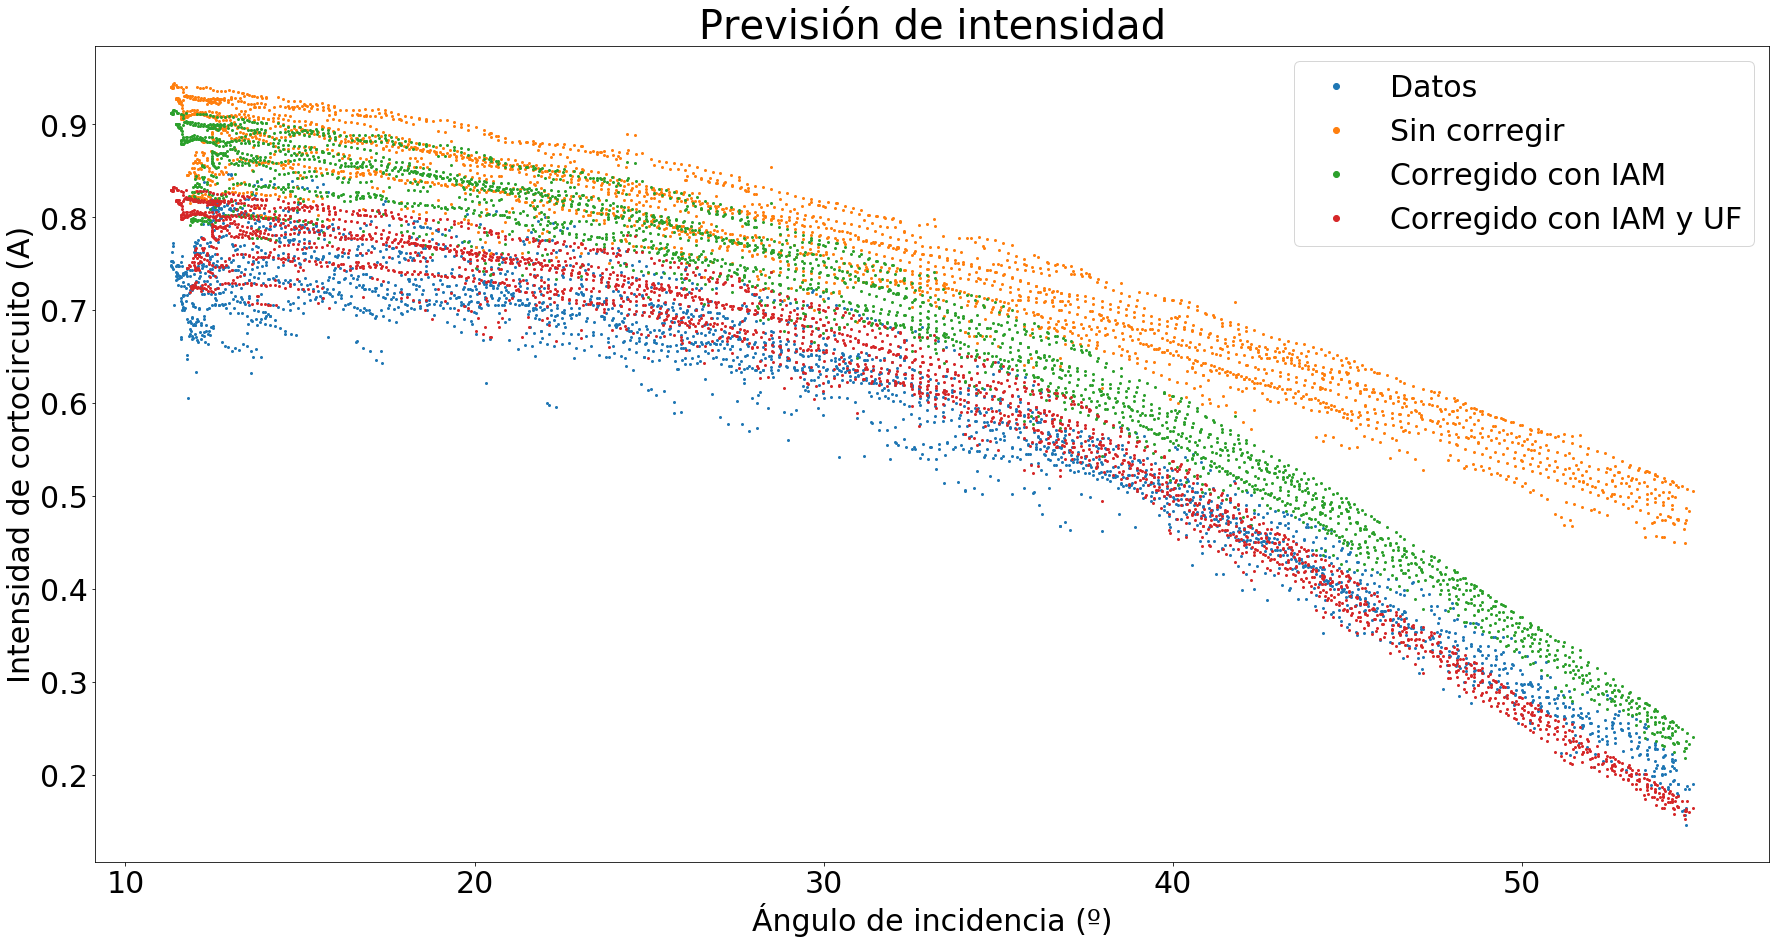 Previsión de intensidad
Datos
Sin corregir
Corregido con IAM
Corregido con IAM y UF
Intensidad de cortocircuito (A)
0.9
0.8
0.7
0.6
0.5
0.4
0.3
0.2
10 20 30 40 50
Ángulo de incidencia (º)